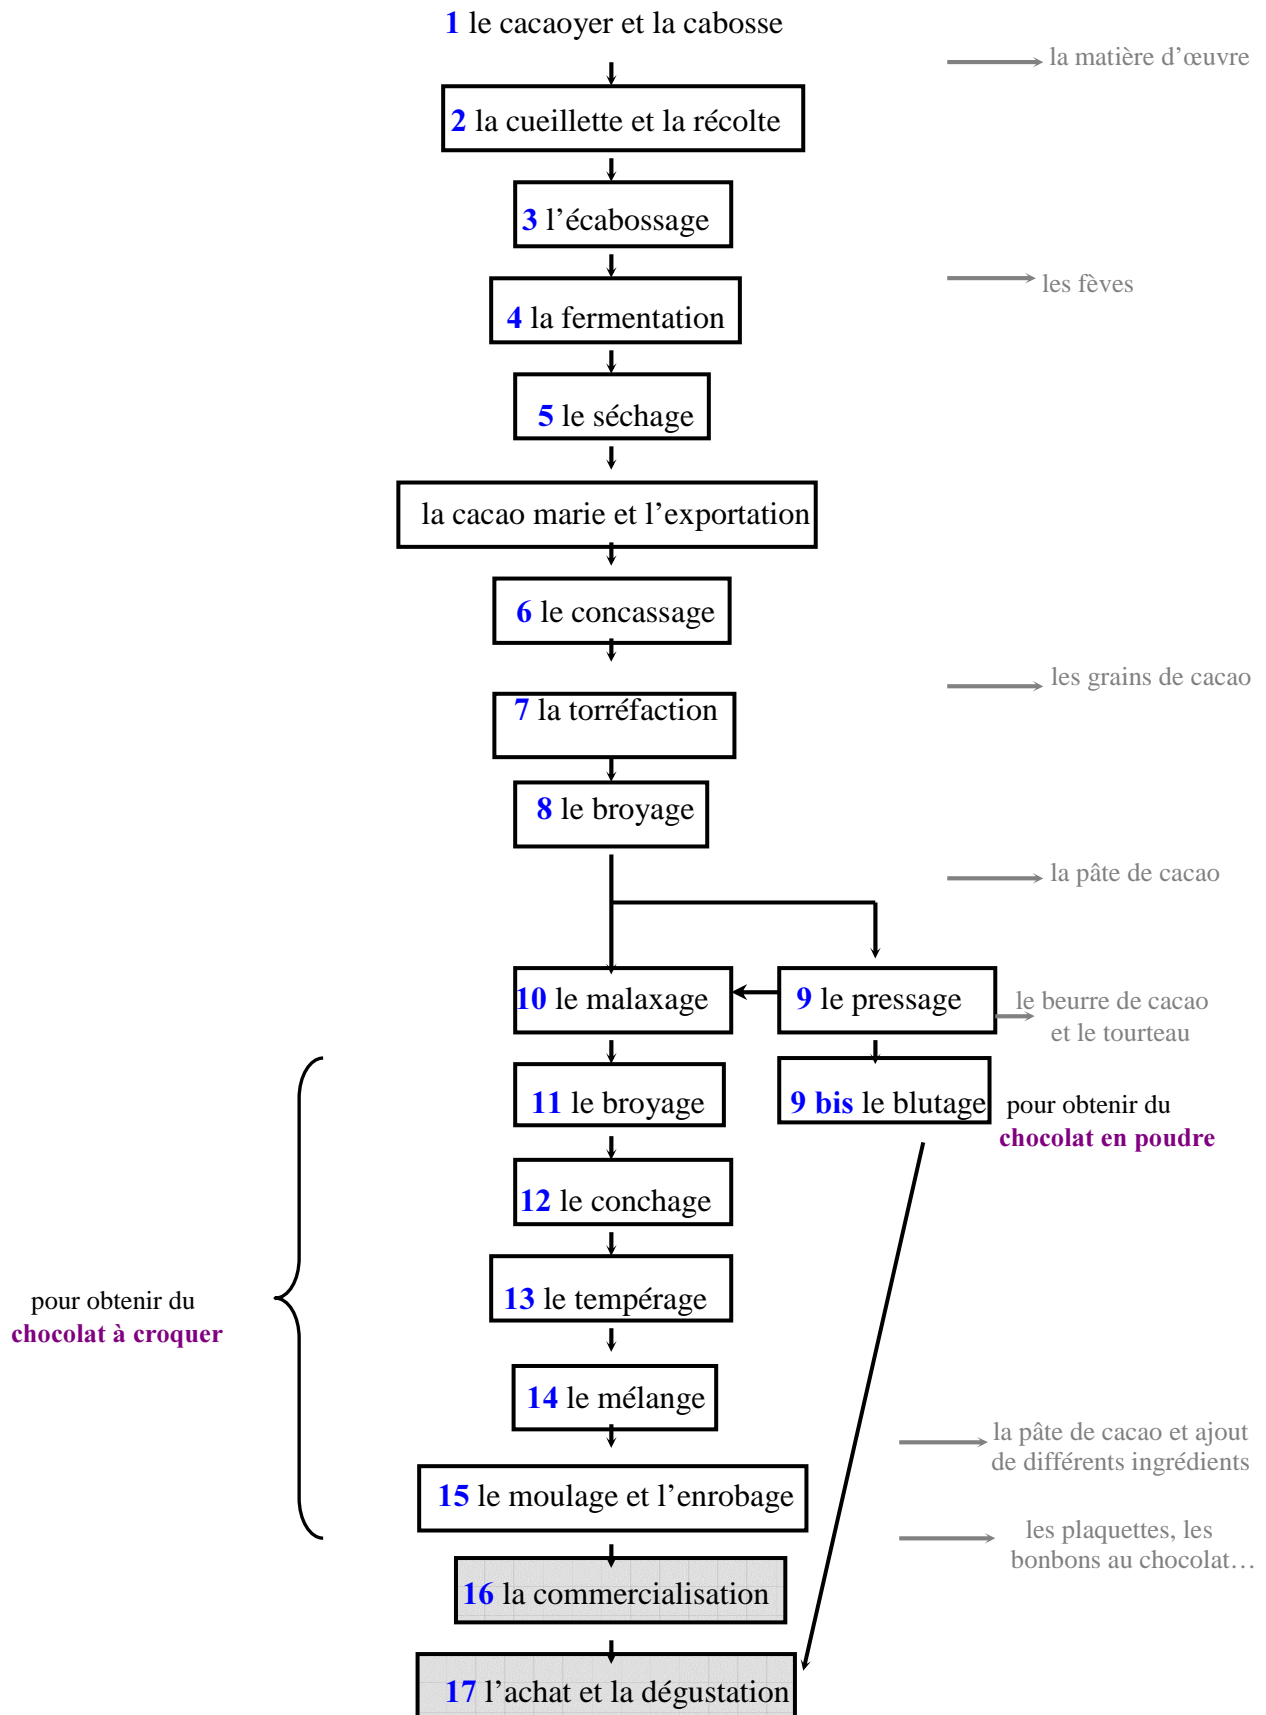 1 le cacaoyer et la cabosse
la matière d’œuvre
2 la cueillette et la récolte
3 l’écabossage
les fèves
4 la fermentation
5 le séchage
la cacao marie et l’exportation
6 le concassage
les grains de cacao
7 la torréfaction
8 le broyage
la pâte de cacao
10 le malaxage
9 le pressage
le beurre de cacao
et le tourteau
11 le broyage
9 bis le blutage
pour obtenir du
chocolat en poudre
12 le conchage
13 le tempérage
pour obtenir du
chocolat à croquer
14 le mélange
la pâte de cacao et ajout
de différents ingrédients
15 le moulage et l’enrobage
les plaquettes, les
bonbons au chocolat…
16 la commercialisation
17 l’achat et la dégustation